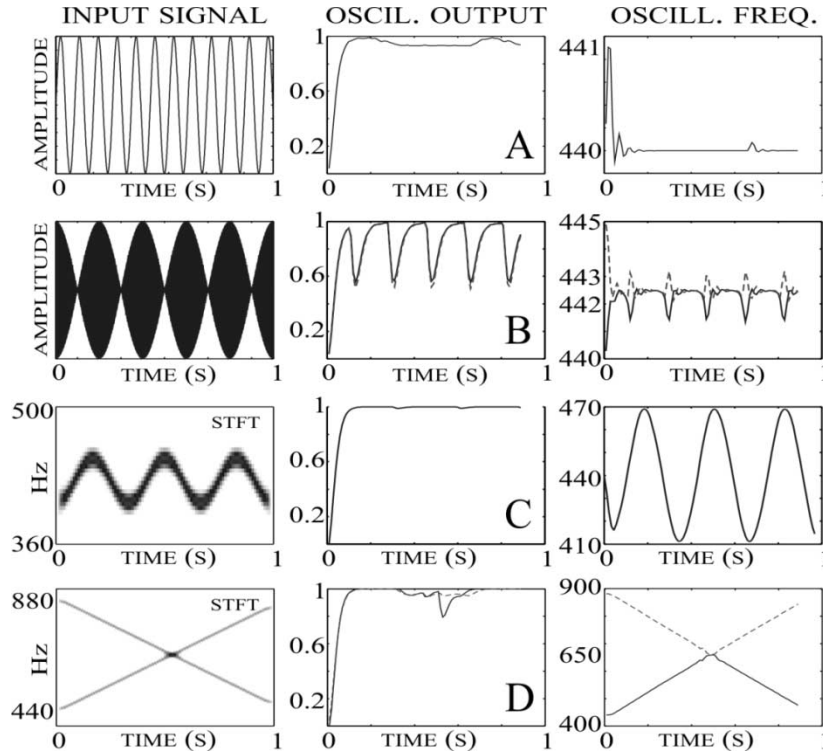 INPUT SIGNAL OSCIL. OUTPUT OSCILL. FREQ.
AMPLITUDE
0 TIME (S) 1
1
0.6
0.2
A
0 TIME (S) 1
441
440
0 TIME (S) 1
AMPLITUDE
0 TIME (S) 1
1
0.6
0.2
B
0 TIME (S) 1
445
443
442
440
0 TIME (S) 1
500
Hz
360
STFT
0 TIME (S) 1
1
0.6
0.2
C
0 TIME (S) 1
470
440
410
0 TIME (S) 1
880
Hz
440
STFT
0 TIME (S) 1
1
0.6
0.2
D
0 TIME (S) 1
900
650
400
0 TIME (S) 1